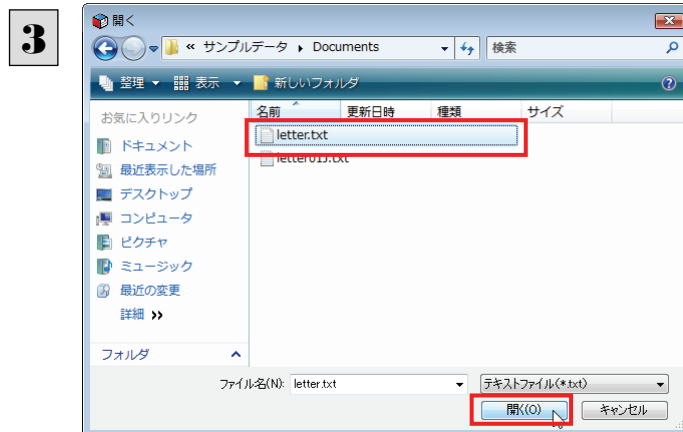 3
開く
« サンプルデータ ▸ Documents
検索
整理 ▼ 表示 ▼ 新しいフォルダ
お気に入りリンク
名前 更新日時 種類 サイズ
letter.txt
letter01J.txt
ドキュメント
最近表示した場所
デスクトップ
コンピュータ
ピクチャ
ミュージック
最近の変更
詳細 »
フォルダ
ファイル名(N): letter.txt
テキストファイル(*.txt)
開く(O) キャンセル